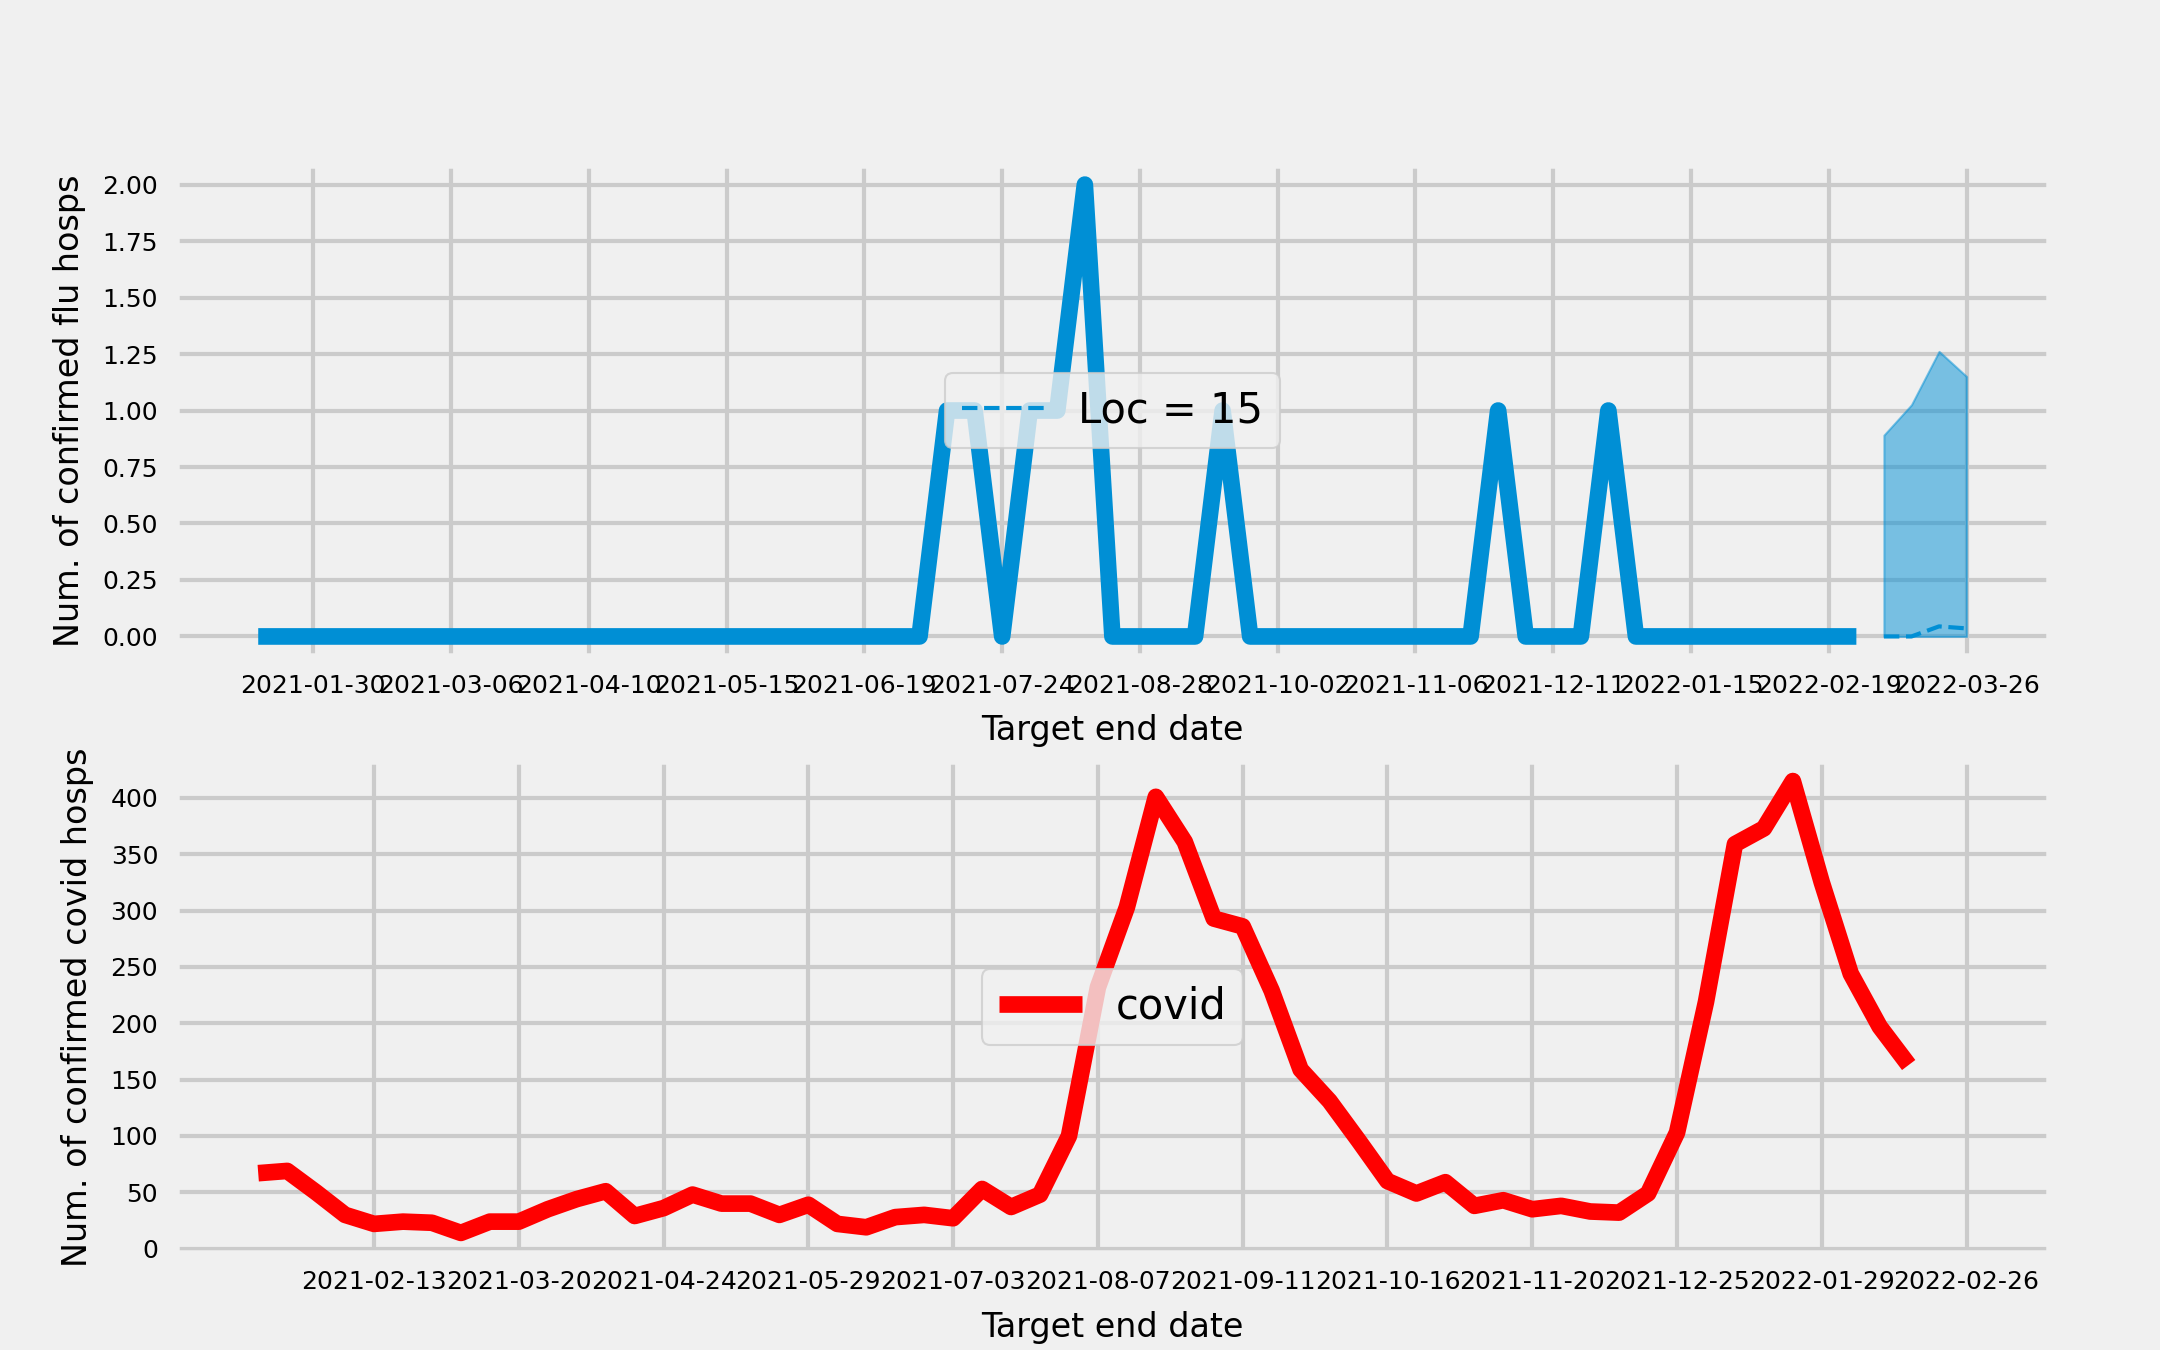 Num. of confirmed flu hosps
2.00
1.75
1.50
1.25
1.00
0.75
0.50
0.25
0.00
Loc = 15
2021-01-30 2021-03-06 2021-04-10 2021-05-15 2021-06-19 2021-07-24 2021-08-28 2021-10-02 2021-11-06 2021-12-11 2022-01-15 2022-02-19 2022-03-26
Target end date
Num. of confirmed covid hosps
400
350
300
250
200
150
100
50
0
covid
2021-02-13 2021-03-20 2021-04-24 2021-05-29 2021-07-03 2021-08-07 2021-09-11 2021-10-16 2021-11-20 2021-12-25 2022-01-29 2022-02-26
Target end date